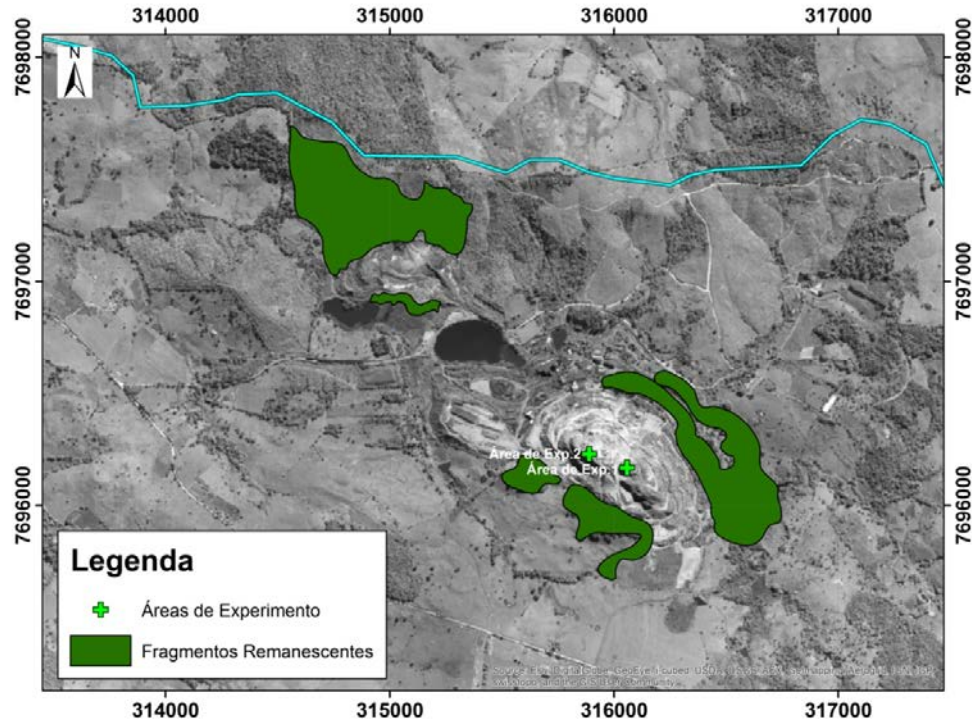 314000 315000 316000 317000
7698000 7698000
N
7697000 7697000
Área de Exp.2
Área de Exp.1
7696000 7696000
Legenda
Áreas de Experimento
Fragmentos Remanescentes
314000 315000 316000 317000